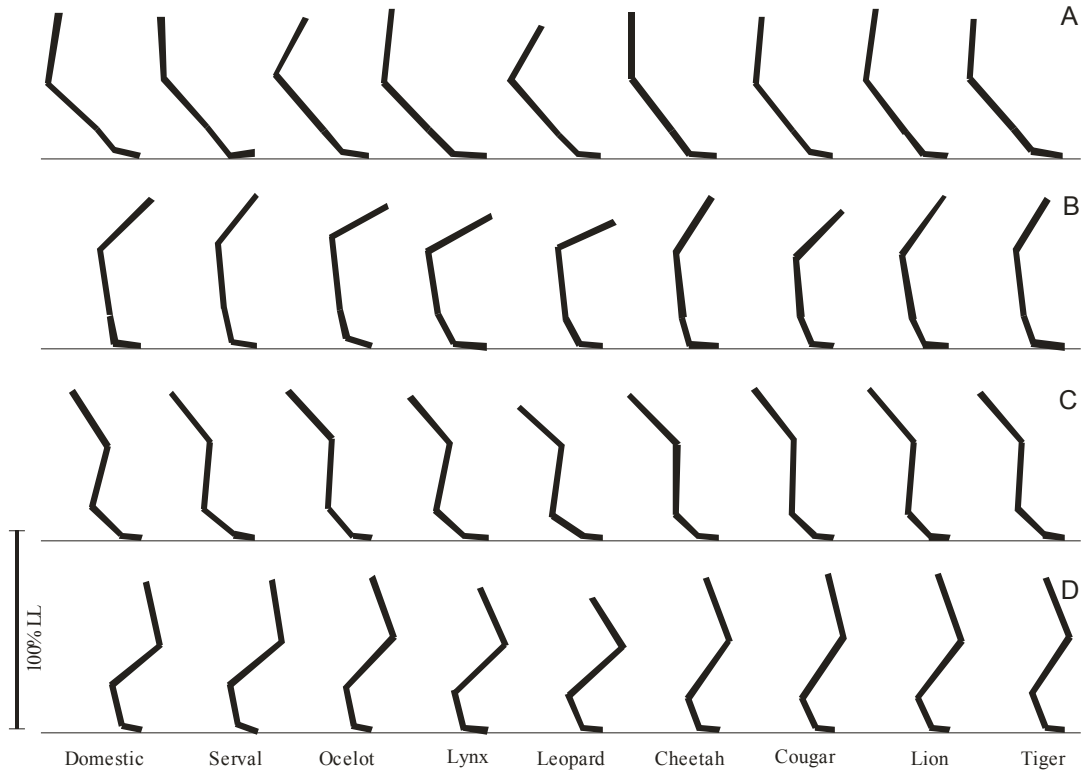 A
B
C
D
100% LL
Domestic Serval Ocelot Lynx Leopard Cheetah Cougar Lion Tiger